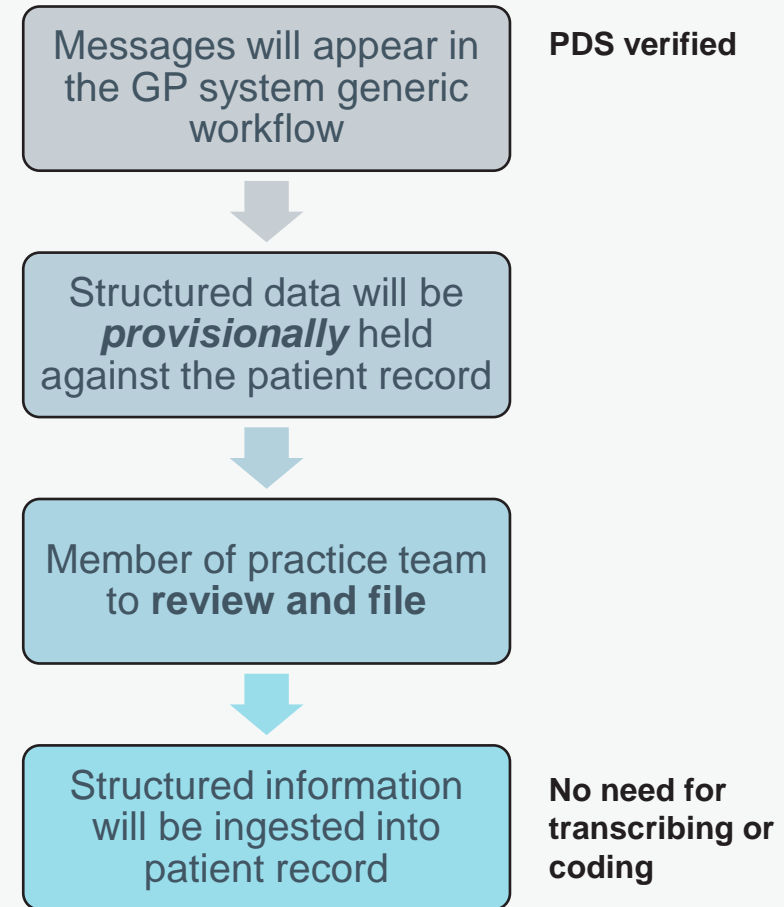 Messages will appear in
the GP system generic
workflow
PDS verified
Structured data will be
provisionally held
against the patient record
Member of practice team
to review and file
Structured information
will be ingested into
patient record
No need for
transcribing or
coding